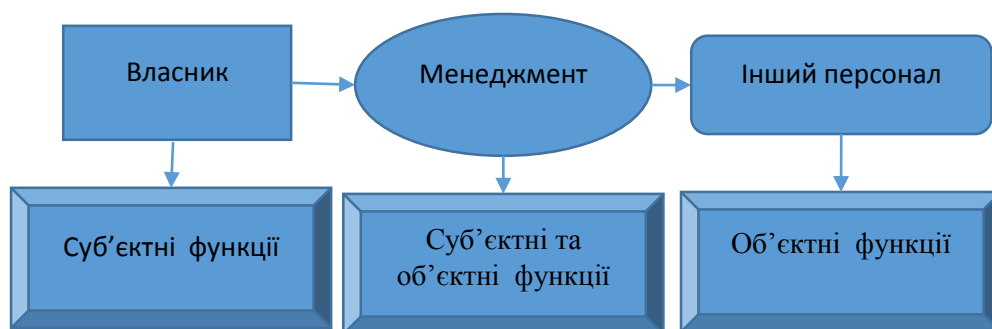 Власник
Менеджмент
Інший персонал
Суб’єктні функції
Суб’єктні та
об’єктні функції
Об’єктні функції